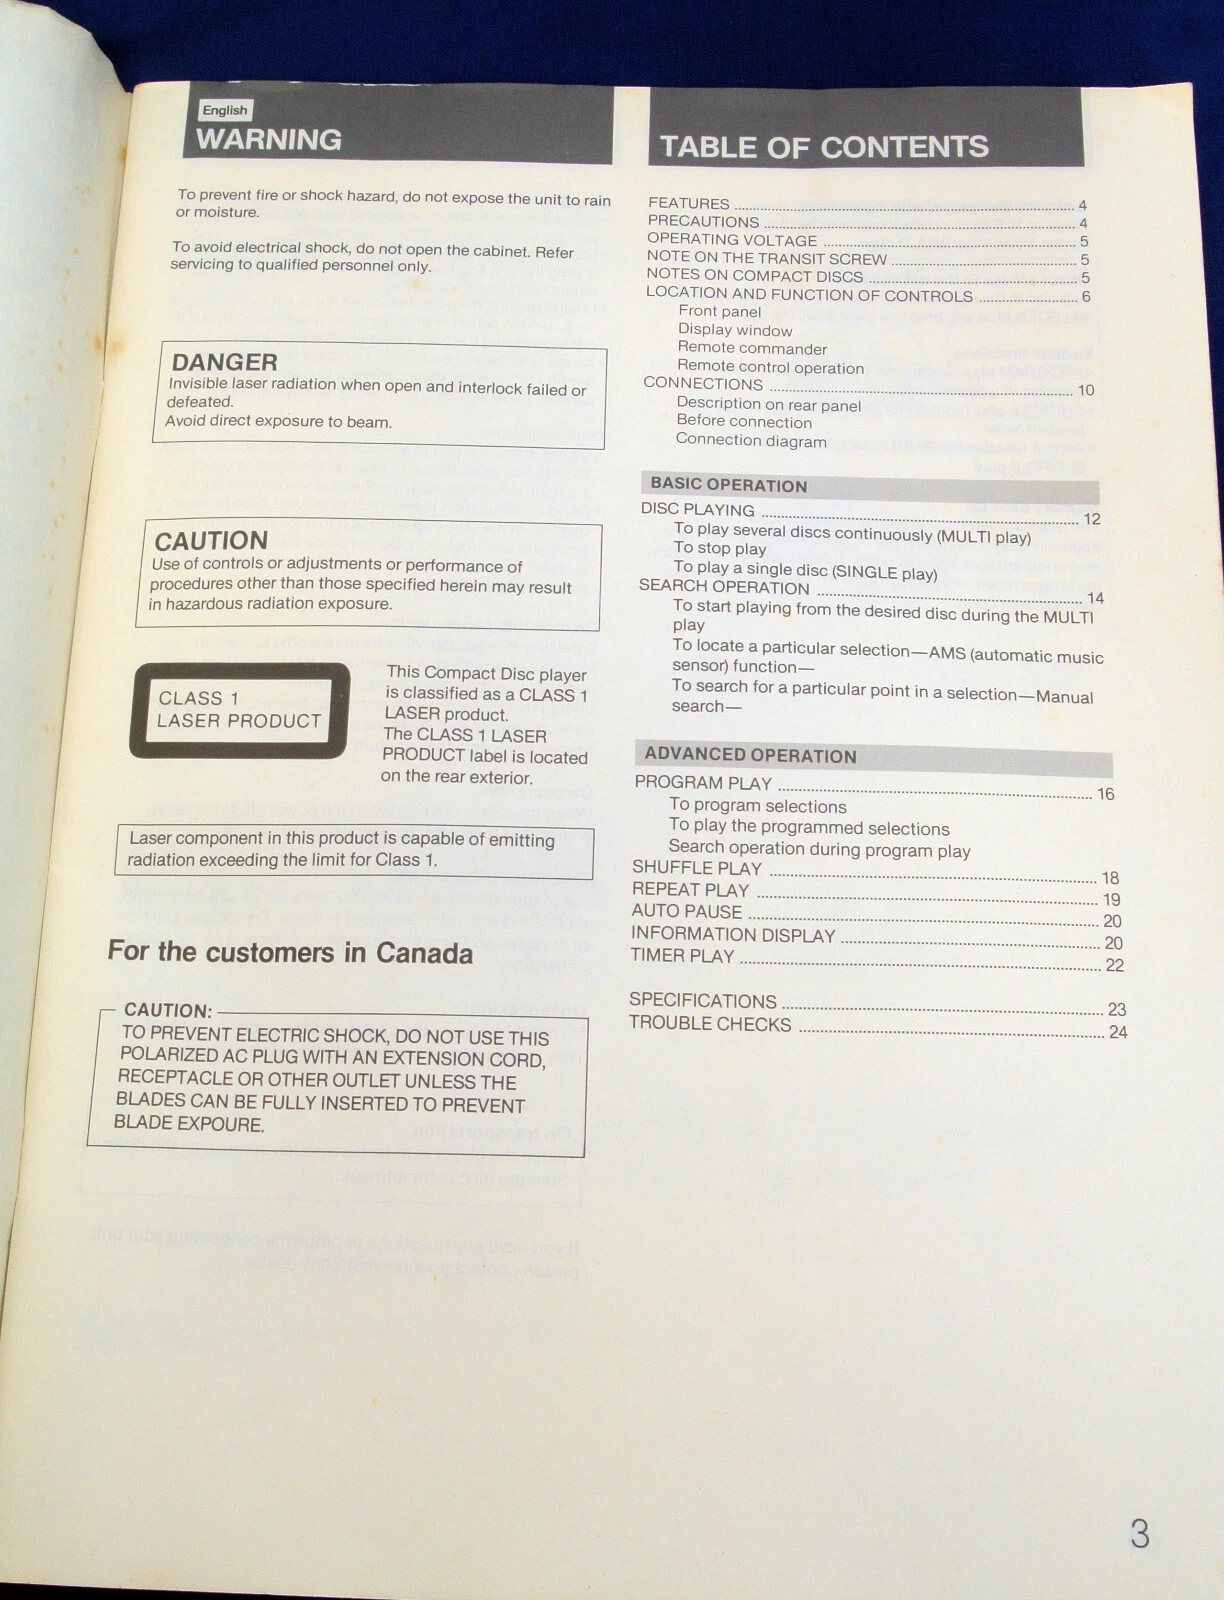 English
WARNING
To prevent fire or shock hazard, do not expose the unit to rain
or moisture.
To avoid electrical shock, do not open the cabinet. Refer
servicing to qualified personnel only.
DANGER
Invisible laser radiation when open and interlock failed or
defeated.
Avoid direct exposure to beam.
CAUTION
Use of controls or adjustments or performance of
procedures other than those specified herein may result
in hazardous radiation exposure.
CLASS 1
LASER PRODUCT
This Compact Disc player
is classified as a CLASS 1
LASER product.
The CLASS 1 LASER
PRODUCT label is located
on the rear exterior.
Laser component in this product is capable of emitting
radiation exceeding the limit for Class 1.
For the customers in Canada
CAUTION:
TO PREVENT ELECTRIC SHOCK, DO NOT USE THIS
POLARIZED AC PLUG WITH AN EXTENSION CORD,
RECEPTACLE OR OTHER OUTLET UNLESS THE
BLADES CAN BE FULLY INSERTED TO PREVENT
BLADE EXPOURE.
TABLE OF CONTENTS
FEATURES ........ 4
PRECAUTIONS ........ 4
OPERATING VOLTAGE ........ 5
NOTE ON THE TRANSIT SCREW ........ 5
NOTES ON COMPACT DISCS ........ 5
LOCATION AND FUNCTION OF CONTROLS ........ 6
Front panel
Display window
Remote commander
Remote control operation
CONNECTIONS ........ 10
Description on rear panel
Before connection
Connection diagram
BASIC OPERATION
DISC PLAYING ........ 12
To play several discs continuously (MULTI play)
To stop play
To play a single disc (SINGLE play)
SEARCH OPERATION ........ 14
To start playing from the desired disc during the MULTI
play
To locate a particular selection—AMS (automatic music
sensor) function—
To search for a particular point in a selection—Manual
search—
ADVANCED OPERATION
PROGRAM PLAY ........ 16
To program selections
To play the programmed selections
Search operation during program play
SHUFFLE PLAY ........ 18
REPEAT PLAY ........ 19
AUTO PAUSE ........ 20
INFORMATION DISPLAY ........ 20
TIMER PLAY ........ 22
SPECIFICATIONS ........ 23
TROUBLE CHECKS ........ 24
3